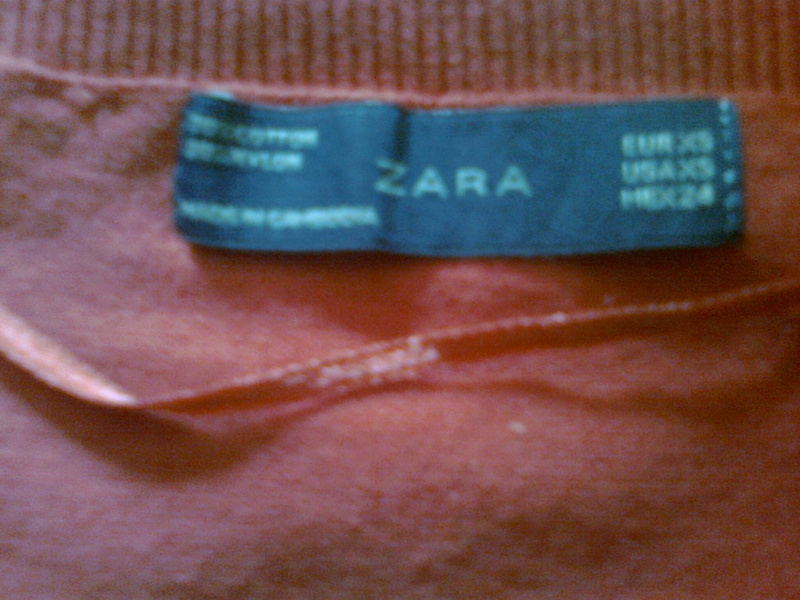 COTTON
NYLON
MADE IN CAMBODIA
ZARA
EUR XS
USA XS
MEX 24